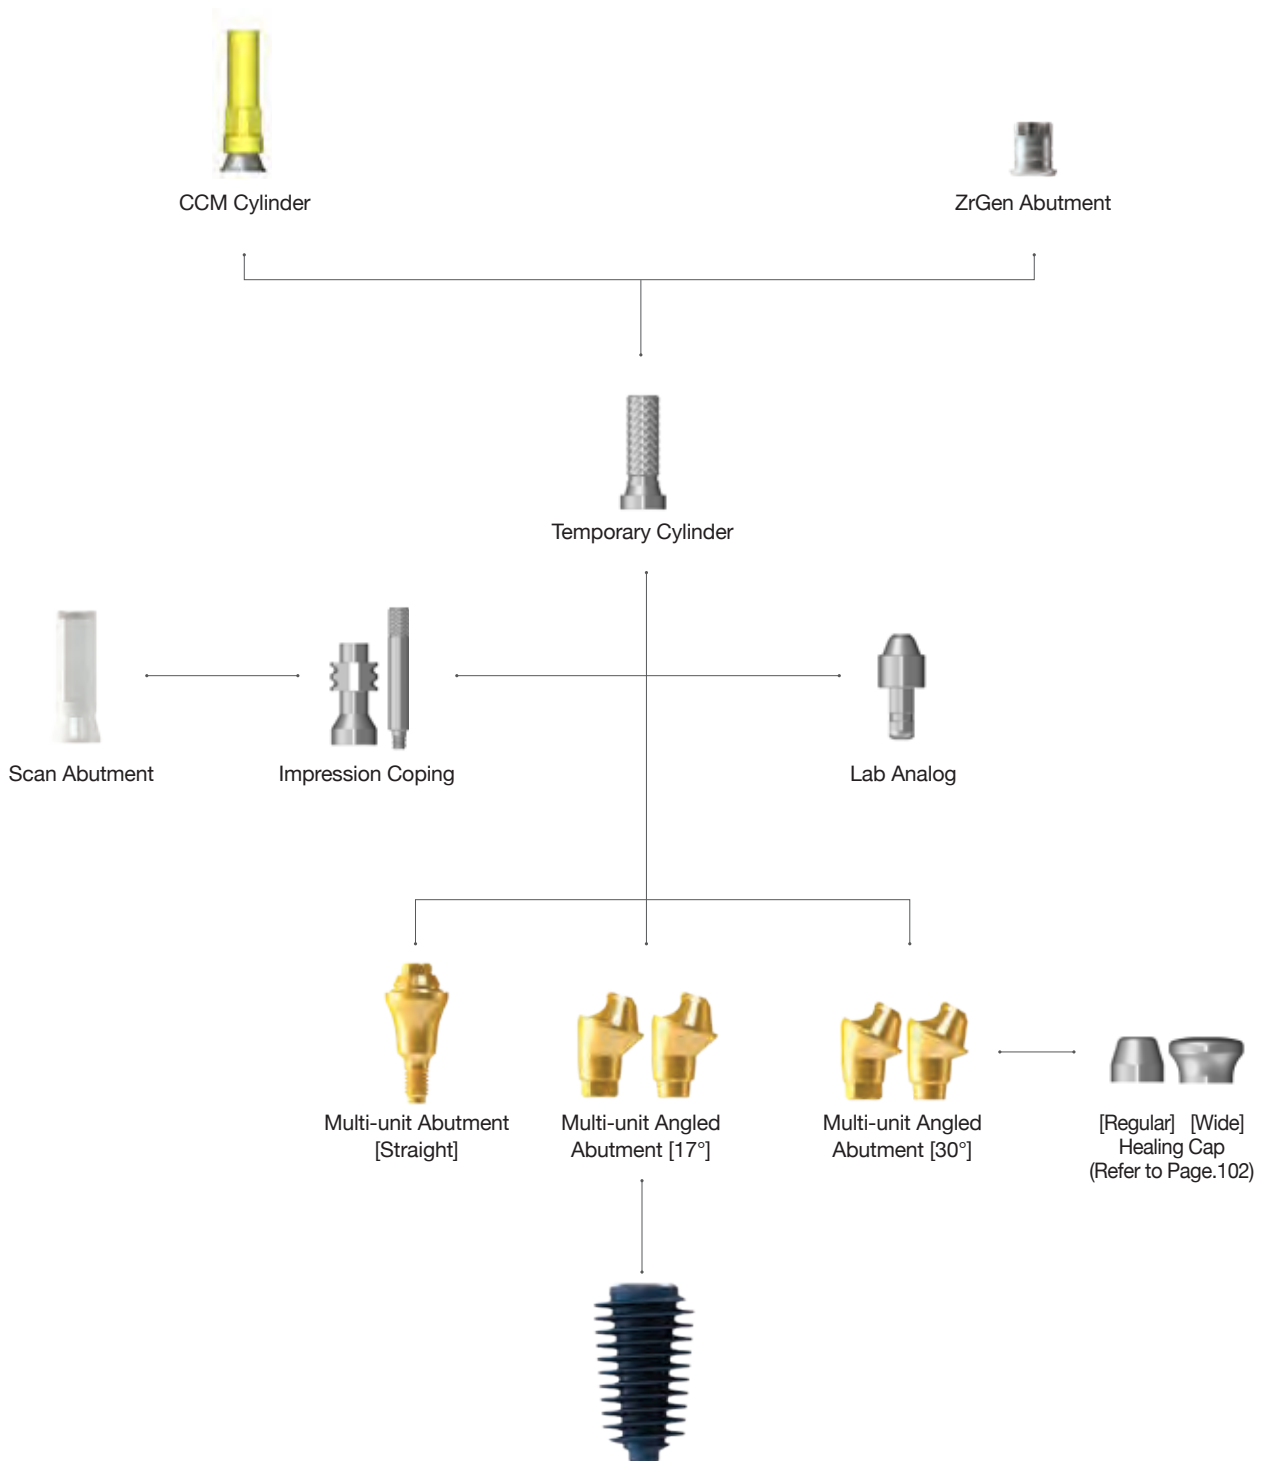 CCM Cylinder
ZrGen Abutment
Temporary Cylinder
Scan Abutment
Impression Coping
Lab Analog
Multi-unit Abutment
[Straight]
Multi-unit Angled
Abutment [17°]
Multi-unit Angled
Abutment [30°]
[Regular] [Wide]
Healing Cap
(Refer to Page.102)